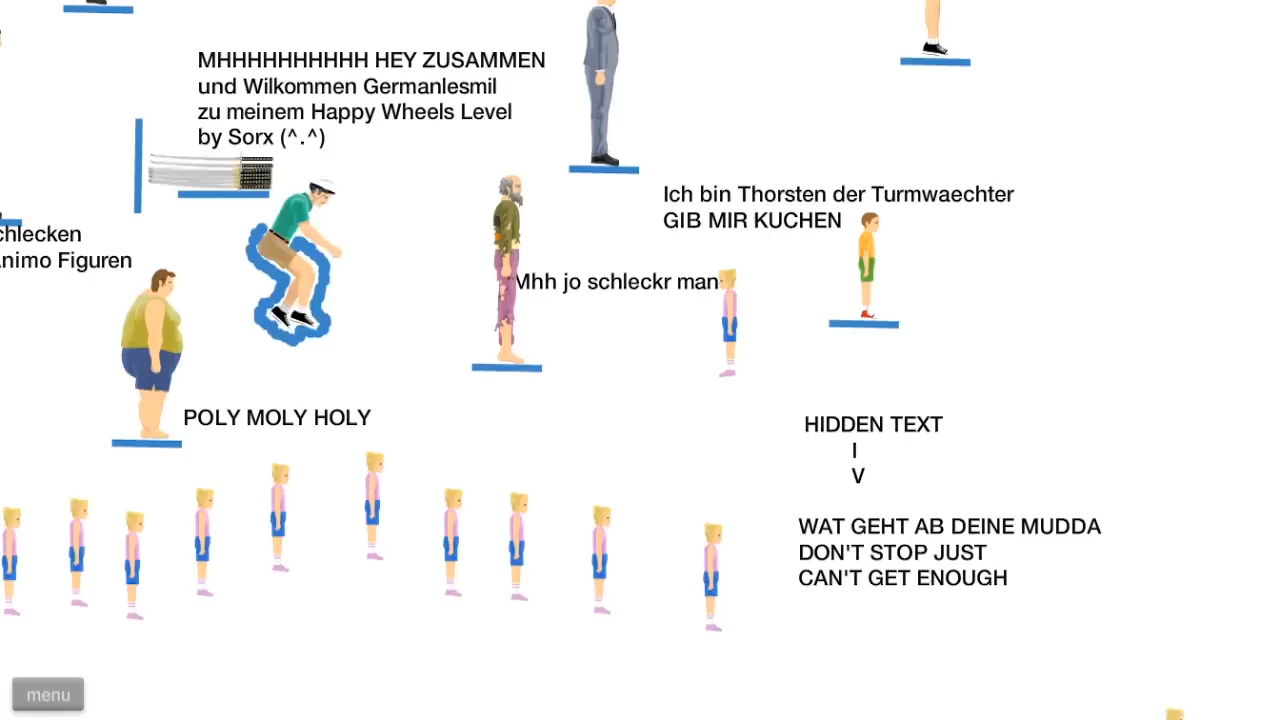 MHHHHHHHHHH HEY ZUSAMMEN
und Wilkommen Germanlesmil
zu meinem Happy Wheels Level
by Sorx (^.^)
Ich bin Thorsten der Turmwaechter
GIB MIR KUCHEN
chlecken
nimo Figuren
Mhh jo schleckr man
POLY MOLY HOLY
HIDDEN TEXT
I
V
WAT GEHT AB DEINE MUDDA
DON'T STOP JUST
CAN'T GET ENOUGH
menu